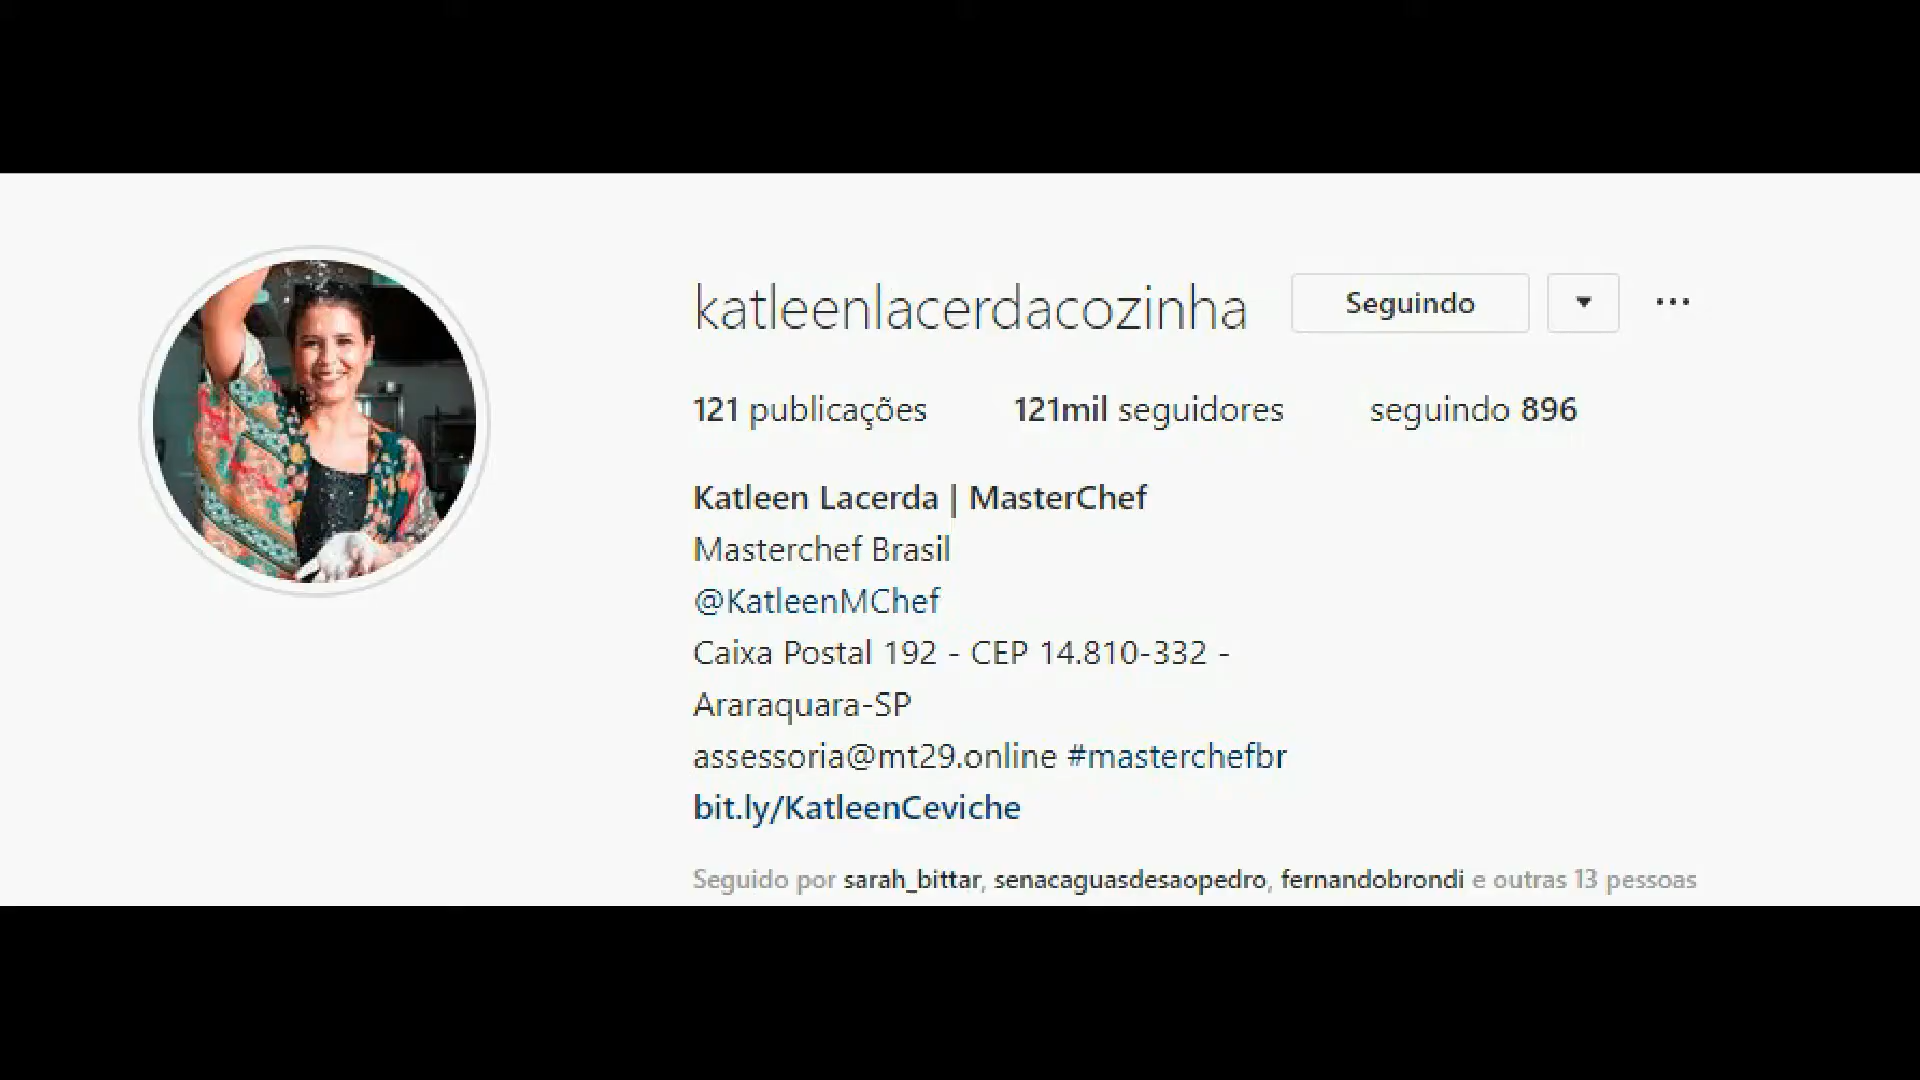 katleenlacerdacozinha Seguindo
121 publicações 121mil seguidores seguindo 896
Katleen Lacerda | MasterChef
Masterchef Brasil
@KatleenMChef
Caixa Postal 192 - CEP 14.810-332 -
Araraquara-SP
assessoria@mt29.online #masterchefbr
bit.ly/KatleenCeviche
Seguido por sarah_bittar, senacaguasdesaopedro, fernandobrondi e outras 13 pessoas